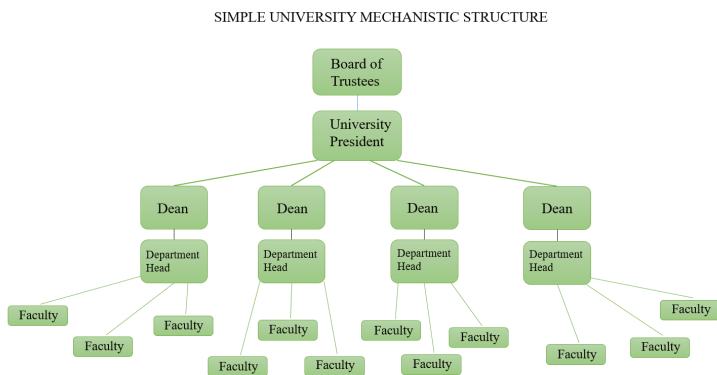 SIMPLE UNIVERSITY MECHANISTIC STRUCTURE
Board of
Trustees
University
President
Dean
Dean
Dean
Dean
Department
Head
Department
Head
Department
Head
Department
Head
Faculty
Faculty
Faculty
Faculty
Faculty
Faculty
Faculty
Faculty
Faculty
Faculty
Faculty
Faculty